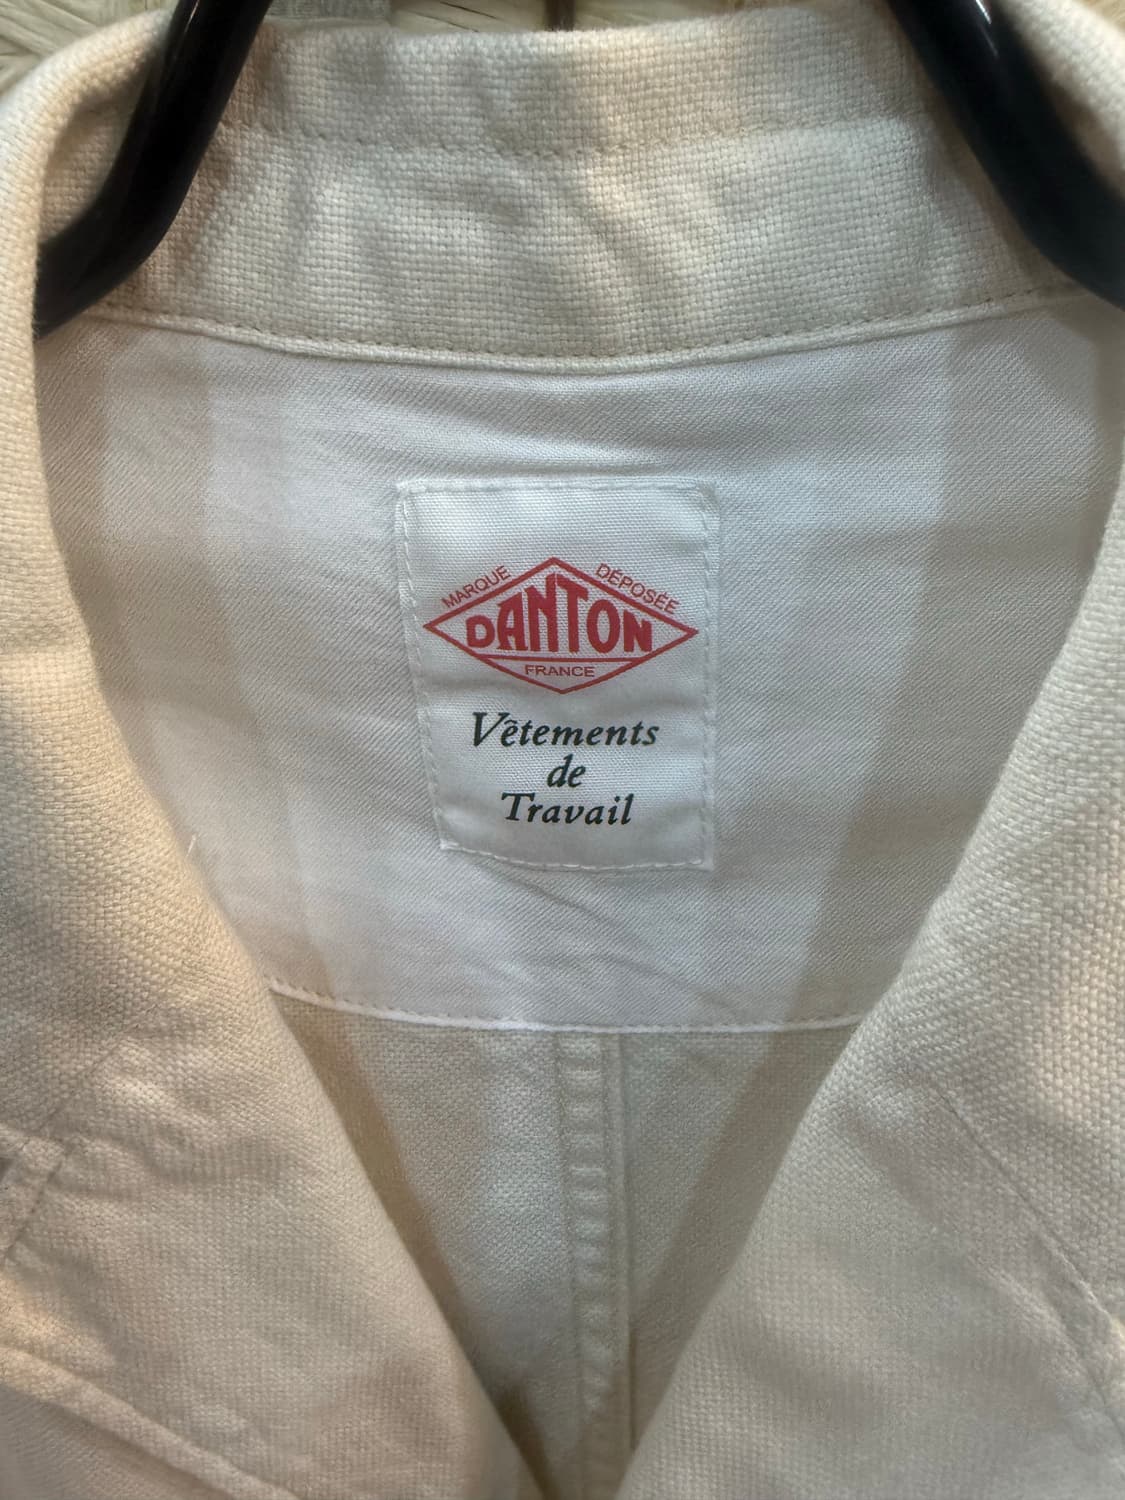 MARQUE DÉPOSÉE
DANTON
FRANCE
Vêtements
de
Travail